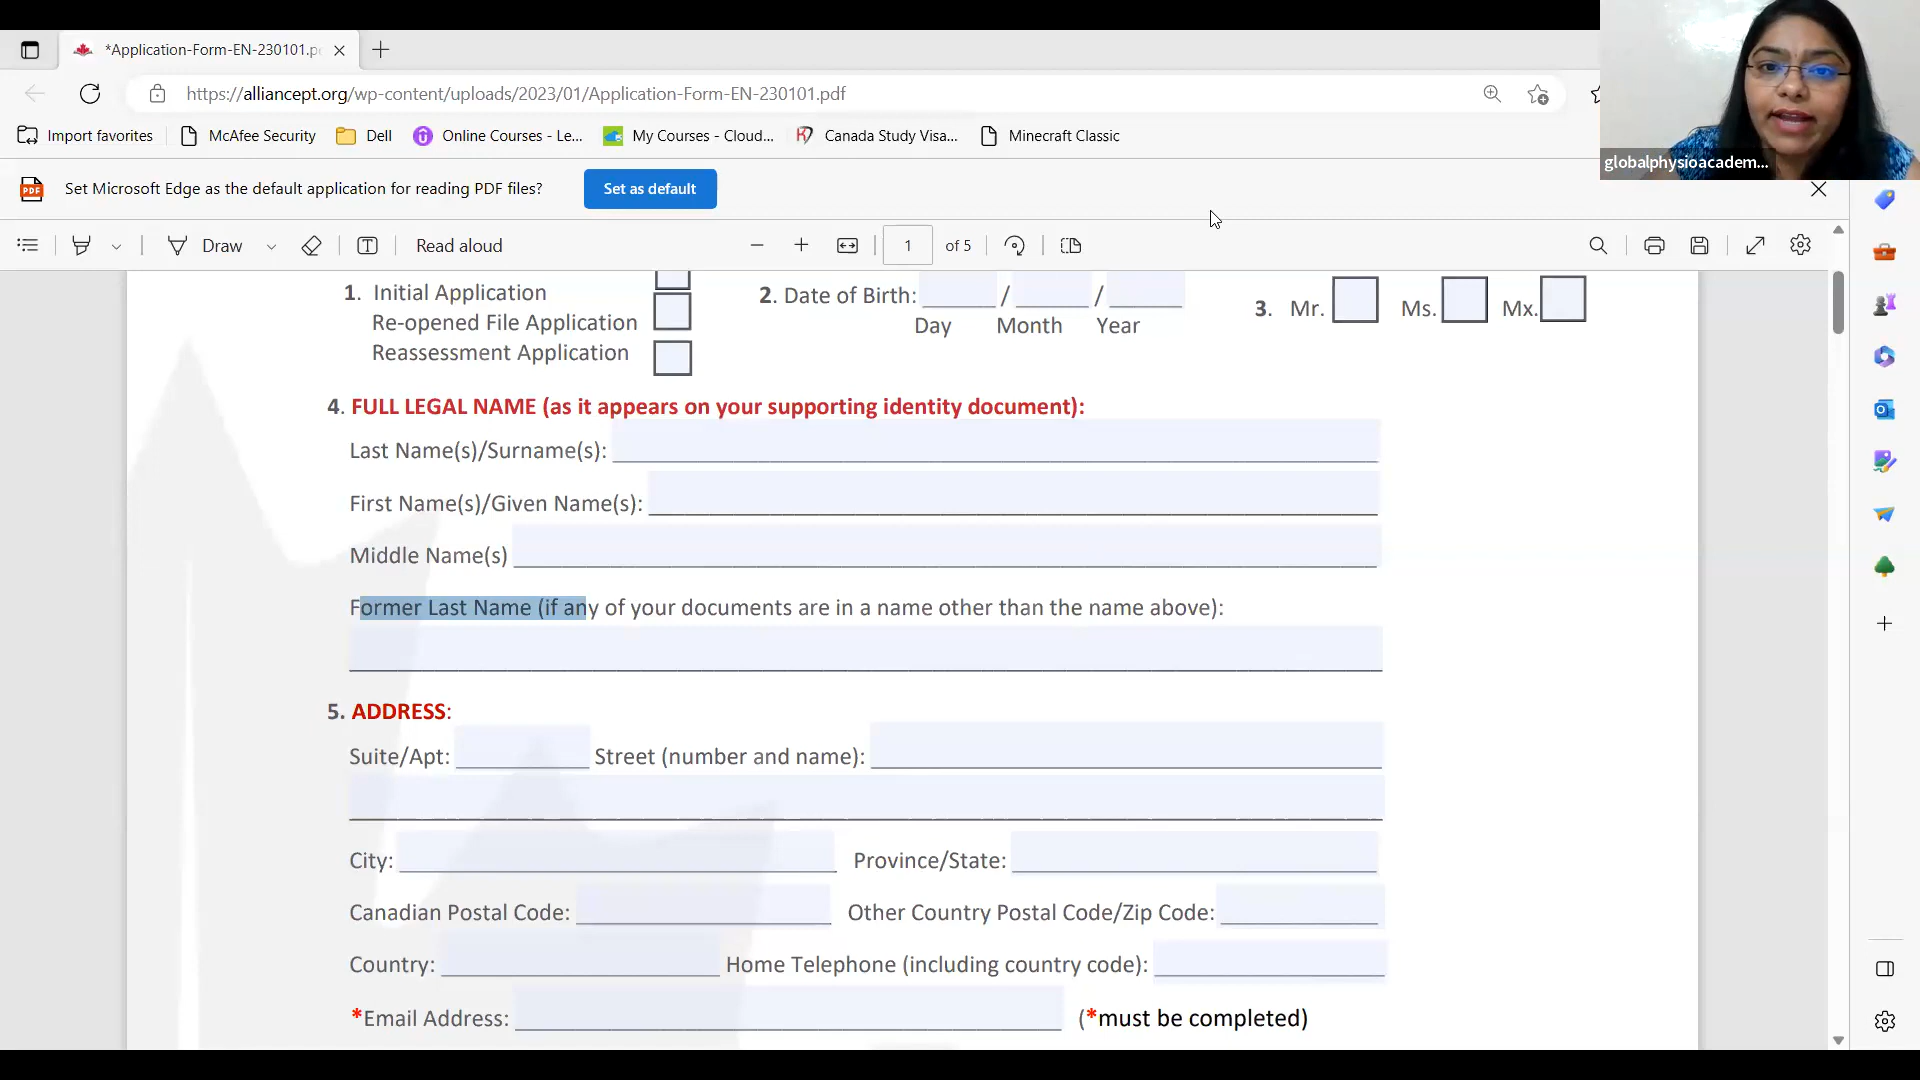 *Application-Form-EN-230101.p
https://alliancept.org/wp-content/uploads/2023/01/Application-Form-EN-230101.pdf
Import favorites McAfee Security Dell Online Courses - Le... My Courses - Cloud... Canada Study Visa... Minecraft Classic
globalphysioacadem...
PDF Set Microsoft Edge as the default application for reading PDF files? Set as default
Draw T Read aloud 1 of 5
1. Initial Application
Re-opened File Application
Reassessment Application
2. Date of Birth: / /
Day Month Year
3. Mr. Ms. Mx.
4. FULL LEGAL NAME (as it appears on your supporting identity document):
Last Name(s)/Surname(s):
First Name(s)/Given Name(s):
Middle Name(s)
Former Last Name (if any of your documents are in a name other than the name above):
5. ADDRESS:
Suite/Apt: Street (number and name):
City: Province/State:
Canadian Postal Code: Other Country Postal Code/Zip Code:
Country: Home Telephone (including country code):
*Email Address: (*must be completed)